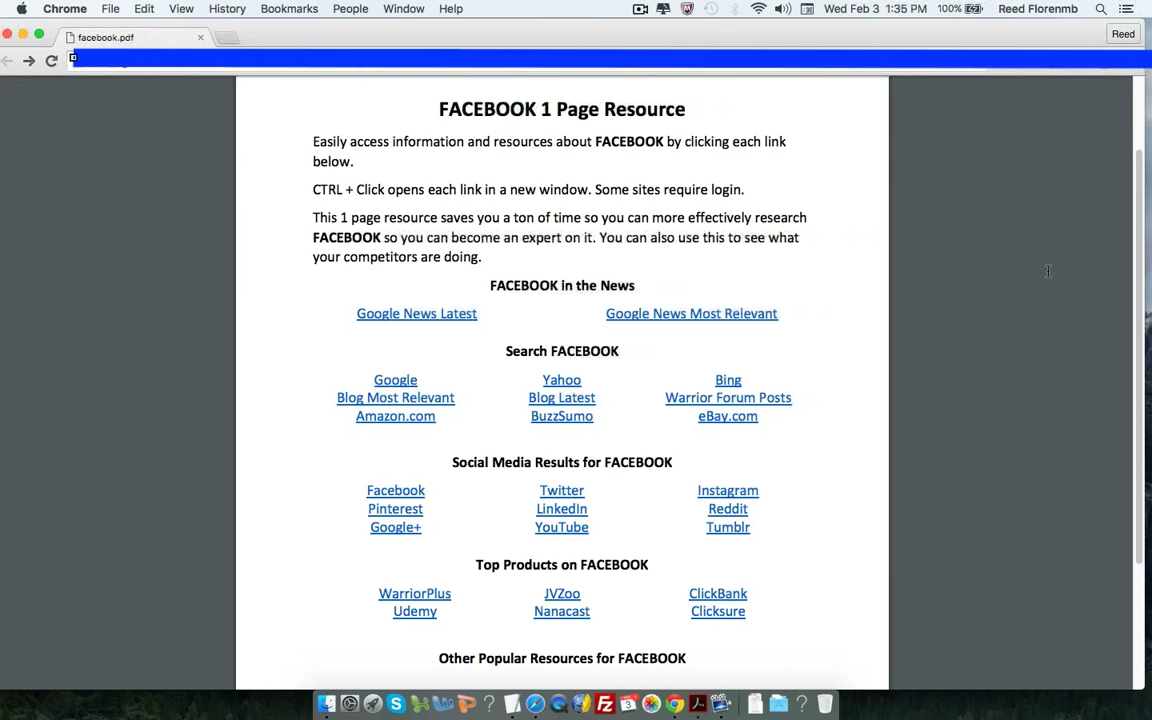 Chrome File Edit View History Bookmarks People Window Help Wed Feb 3 1:35 PM 100% Reed Florenmb
facebook.pdf Reed
FACEBOOK 1 Page Resource
Easily access information and resources about FACEBOOK by clicking each link
below.
CTRL + Click opens each link in a new window. Some sites require login.
This 1 page resource saves you a ton of time so you can more effectively research
FACEBOOK so you can become an expert on it. You can also use this to see what
your competitors are doing.
FACEBOOK in the News
Google News Latest Google News Most Relevant
Search FACEBOOK
Google Yahoo Bing
Blog Most Relevant Blog Latest Warrior Forum Posts
Amazon.com BuzzSumo eBay.com
Social Media Results for FACEBOOK
Facebook Twitter Instagram
Pinterest LinkedIn Reddit
Google+ YouTube Tumblr
Top Products on FACEBOOK
WarriorPlus JVZoo ClickBank
Udemy Nanacast Clicksure
Other Popular Resources for FACEBOOK